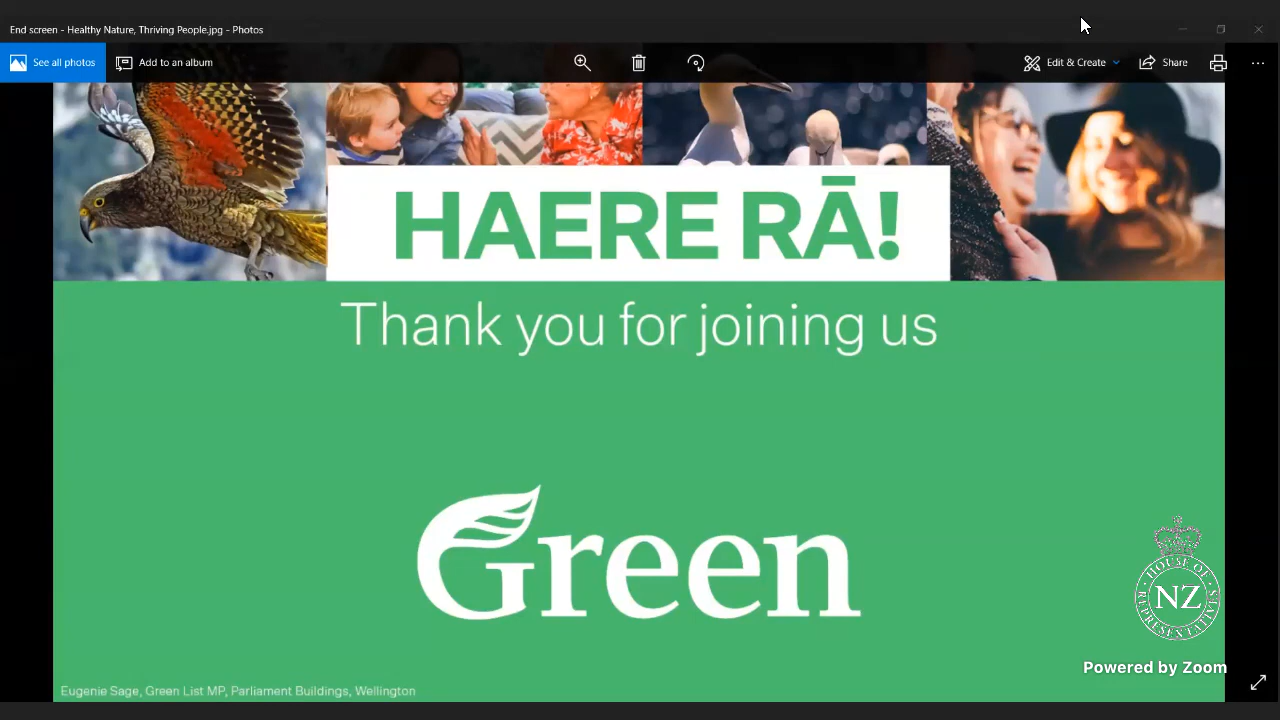 End screen - Healthy Nature, Thriving People.jpg - Photos
See all photos
Add to an album
Edit & Create
Share
HAERE RĀ!
Thank you for joining us
Green
HOUSE OF
NZ
REPRESENTATIVES
Powered by Zoom
Eugenie Sage, Green List MP, Parliament Buildings, Wellington